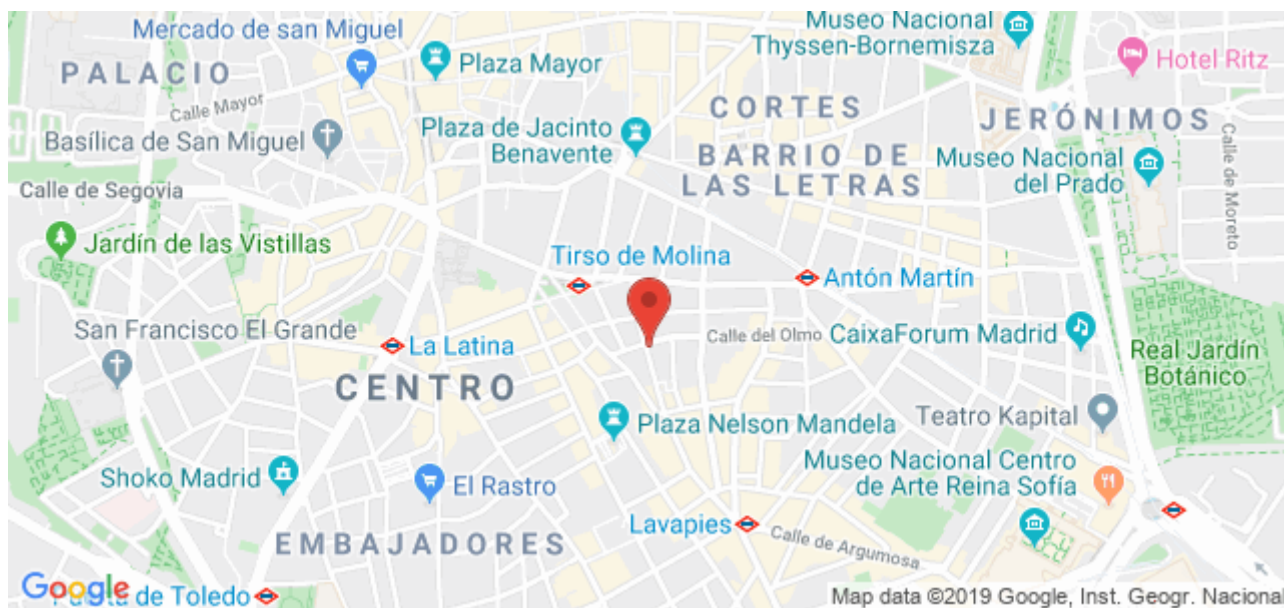 Museo Nacional
Thyssen-Bornemisza
Mercado de san Miguel
Plaza Mayor
Hotel Ritz
PALACIO
Calle Mayor
CORTES
JERÓNIMOS
Basílica de San Miguel
Plaza de Jacinto
Benavente
BARRIO DE
LAS LETRAS
Museo Nacional
del Prado
Calle de Moreto
Calle de Segovia
Jardín de las Vistillas
Tirso de Molina
Antón Martín
San Francisco El Grande
La Latina
Calle del Olmo
CaixaForum Madrid
Real Jardín
Botánico
CENTRO
Plaza Nelson Mandela
Teatro Kapital
Shoko Madrid
El Rastro
Museo Nacional Centro
de Arte Reina Sofía
Lavapies
Calle de Argumosa
EMBAJADORES
Google
de Toledo
Map data ©2019 Google, Inst. Geogr. Naciona